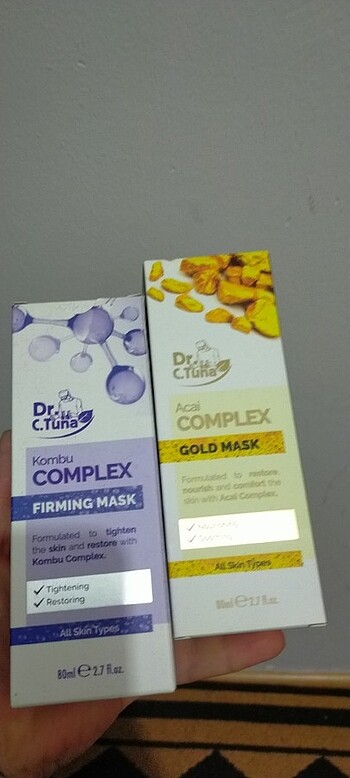 Dr.
C.Tuna
Kombu
COMPLEX
FIRMING MASK
Formulated to tighten
the skin and restore with
Kombu Complex.
✓ Tightening
✓ Restoring
All Skin Types
80ml ℮ 2.7 fl.oz.
Dr.
C.Tuna
Acai
COMPLEX
GOLD MASK
Formulated to restore,
nourish and comfort the
skin with Acai Complex.
All Skin Types
80ml ℮ 2.7 fl.oz.